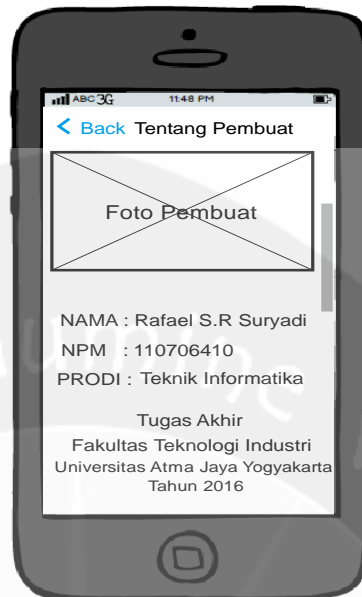 ABC 3G 11:48 PM
Back Tentang Pembuat
Foto Pembuat
NAMA : Rafael S.R Suryadi
NPM : 110706410
PRODI : Teknik Informatika
Tugas Akhir
Fakultas Teknologi Industri
Universitas Atma Jaya Yogyakarta
Tahun 2016